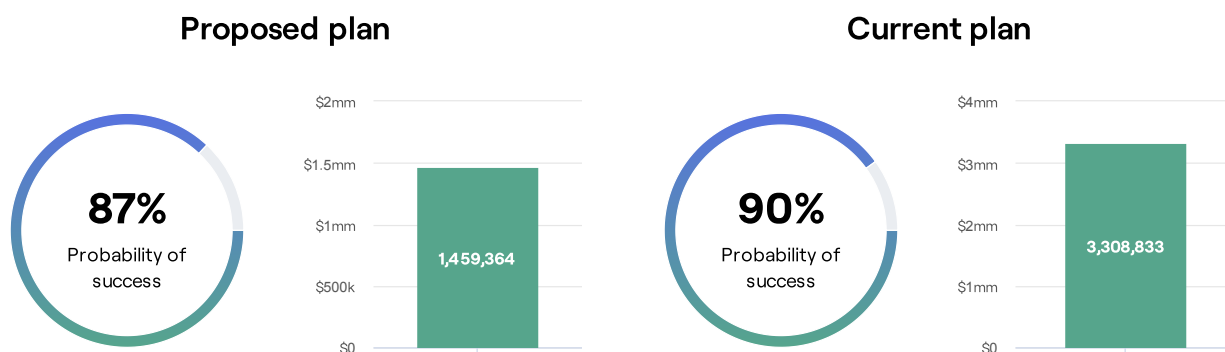 Proposed plan
87%
Probability of
success
$2mm
$1.5mm
$1mm
$500k
$0
1,459,364
Current plan
90%
Probability of
success
$4mm
$3mm
$2mm
$1mm
$0
3,308,833